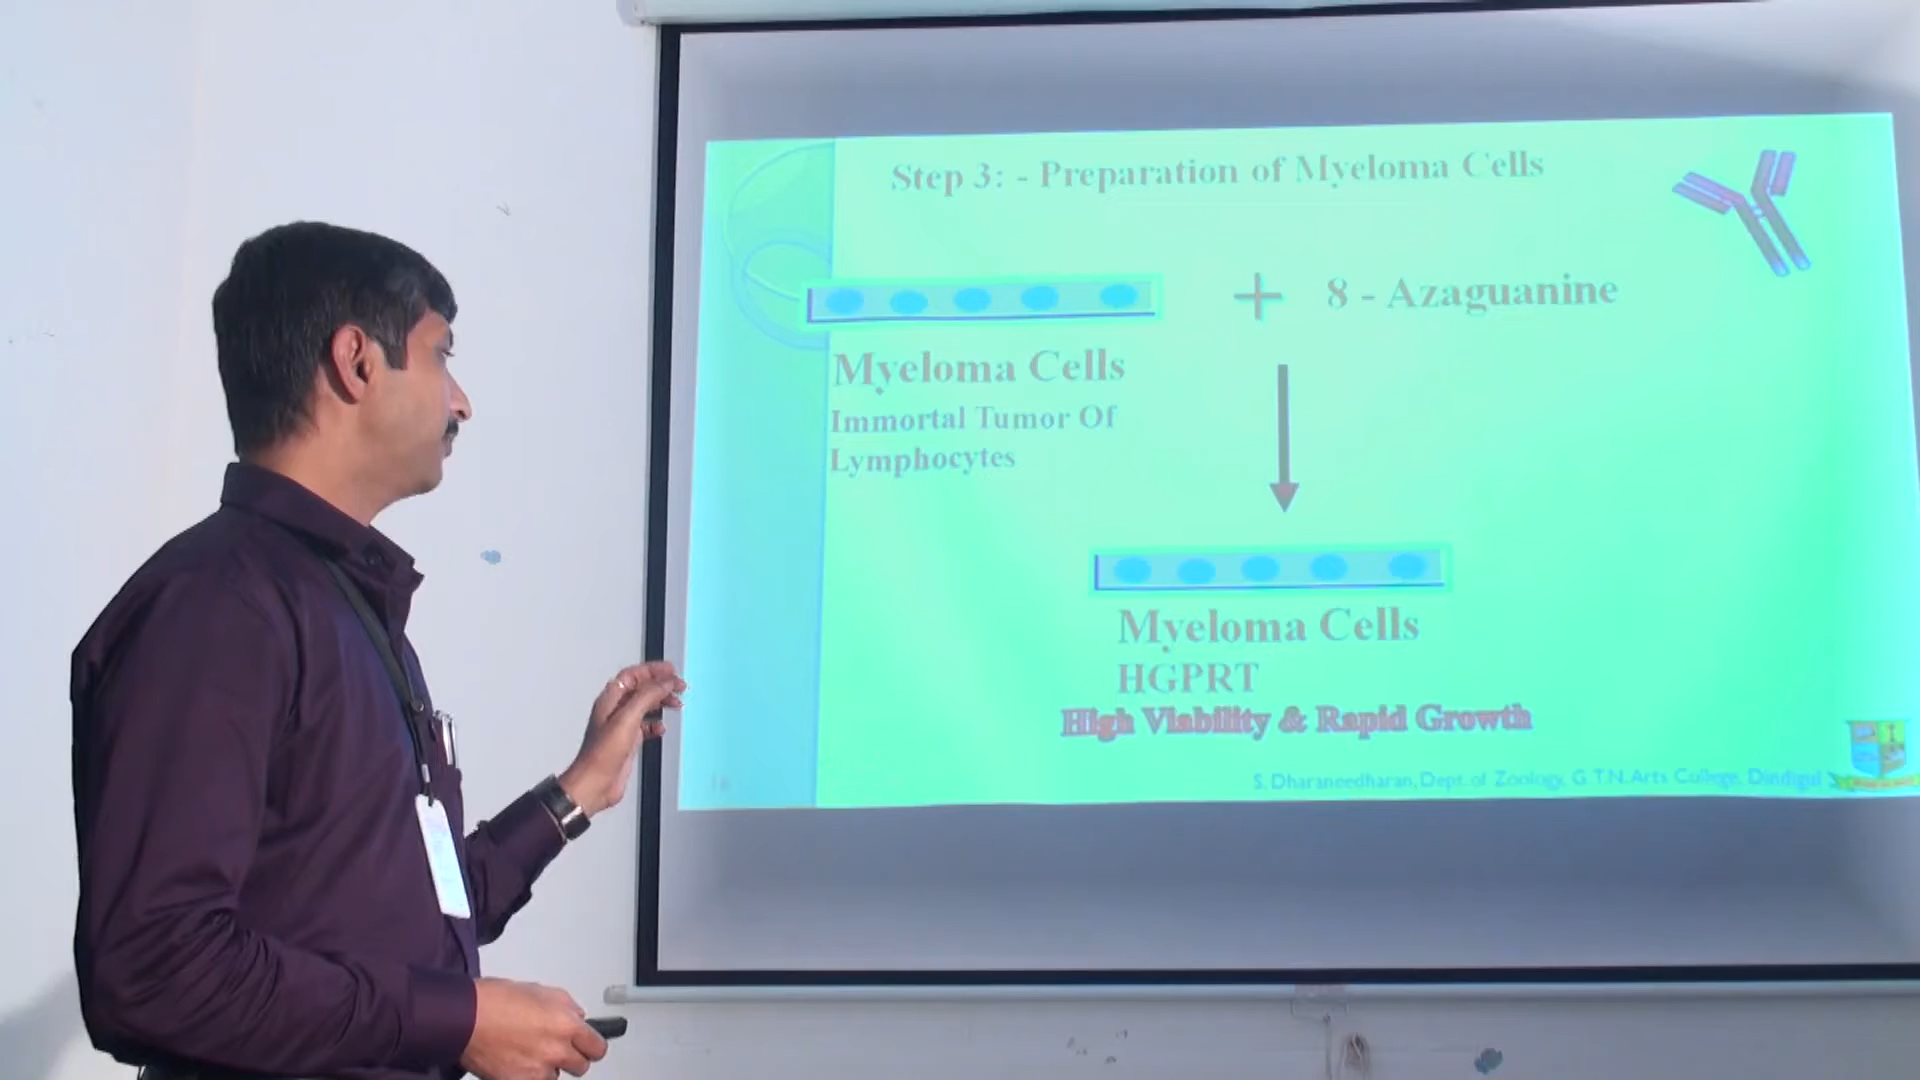 Step 3: - Preparation of Myeloma Cells
+ 8 - Azaguanine
Myeloma Cells
Immortal Tumor Of
Lymphocytes
Myeloma Cells
HGPRT
High Viability & Rapid Growth
S. Dharaneedharan, Dept. of Zoology, G.T.N. Arts College, Dindigul